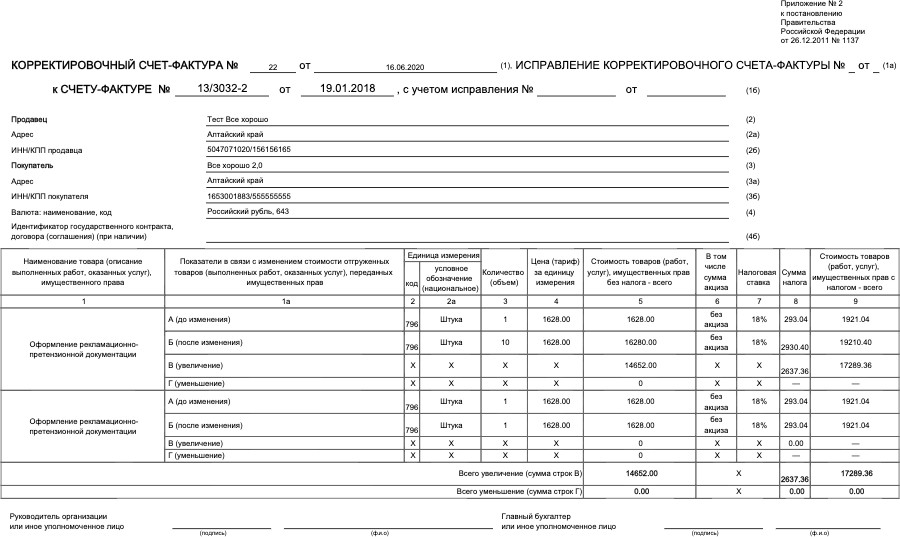 Приложение № 2
к постановлению
Правительства
Российской Федерации
от 26.12.2011 № 1137
КОРРЕКТИРОВОЧНЫЙ СЧЕТ-ФАКТУРА № 22 от 16.06.2020 (1), ИСПРАВЛЕНИЕ КОРРЕКТИРОВОЧНОГО СЧЕТА-ФАКТУРЫ № от (1а)
к СЧЕТУ-ФАКТУРЕ № 13/3032-2 от 19.01.2018 , с учетом исправления № от (1б)
Продавец Тест Все хорошо (2)
Адрес Алтайский край (2а)
ИНН/КПП продавца 5047071020/156156165 (2б)
Покупатель Все хорошо 2,0 (3)
Адрес Алтайский край (3а)
ИНН/КПП покупателя 1653001883/555555555 (3б)
Валюта: наименование, код Российский рубль, 643 (4)
Идентификатор государственного контракта,
договора (соглашения) (при наличии) (4б)
Наименование товара (описание
выполненных работ, оказанных услуг),
имущественного права
Показатели в связи с изменением стоимости отгруженных
товаров (выполненных работ, оказанных услуг), переданных
имущественных прав
Единица измерения
код
условное
обозначение
(национальное)
Количество
(объем)
Цена (тариф)
за единицу
измерения
Стоимость товаров (работ,
услуг), имущественных прав
без налога - всего
В том
числе
сумма
акциза
Налоговая
ставка
Сумма
налога
Стоимость товаров
(работ, услуг),
имущественных прав с
налогом - всего
1 1а 2 2а 3 4 5 6 7 8 9
Оформление рекламационно-
претензионной документации
А (до изменения) 796 Штука 1 1628.00 1628.00 без акциза 18% 293.04 1921.04
Б (после изменения) 796 Штука 10 1628.00 16280.00 без акциза 18% 2930.40 19210.40
В (увеличение) X X X X 14652.00 X X 2637.36 17289.36
Г (уменьшение) X X X X 0 X X — —
Оформление рекламационно-
претензионной документации
А (до изменения) 796 Штука 1 1628.00 1628.00 без акциза 18% 293.04 1921.04
Б (после изменения) 796 Штука 1 1628.00 1628.00 без акциза 18% 293.04 1921.04
В (увеличение) X X X X 0 X X 0.00 —
Г (уменьшение) X X X X 0 X X — —
Всего увеличение (сумма строк В) 14652.00 X 2637.36 17289.36
Всего уменьшение (сумма строк Г) 0.00 X 0.00 0.00
Руководитель организации
или иное уполномоченное лицо
(подпись) (ф.и.о)
Главный бухгалтер
или иное уполномоченное лицо
(подпись) (ф.и.о)